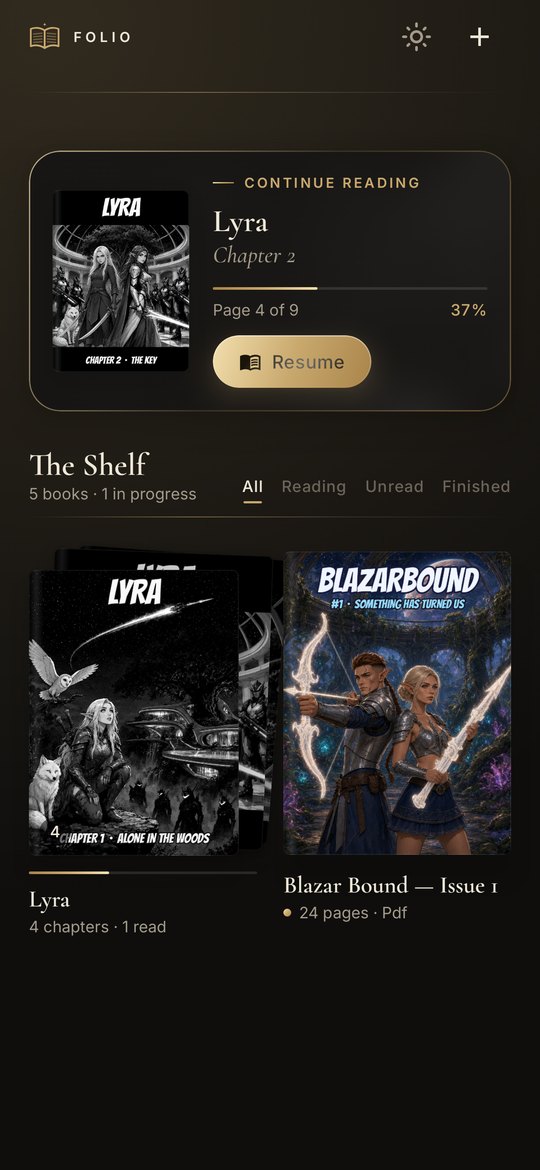 FOLIO
CONTINUE READING
LYRA
CHAPTER 2 · THE KEY
Lyra
Chapter 2
Page 4 of 9
37%
Resume
The Shelf
5 books · 1 in progress
All
Reading
Unread
Finished
LYRA
LYRA
4
CHAPTER 1 · ALONE IN THE WOODS
Lyra
4 chapters · 1 read
BLAZARBOUND
#1 · SOMETHING HAS TURNED US
Blazar Bound — Issue 1
24 pages · Pdf